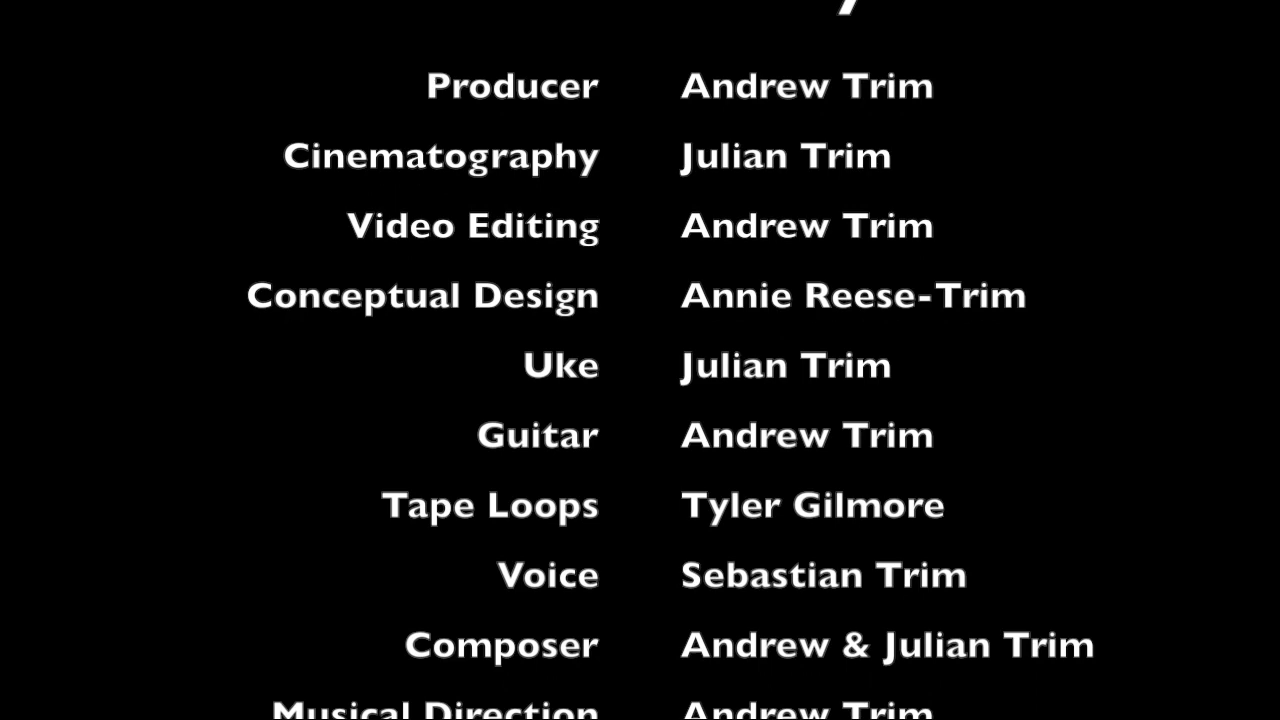 Producer Andrew Trim
Cinematography Julian Trim
Video Editing Andrew Trim
Conceptual Design Annie Reese-Trim
Uke Julian Trim
Guitar Andrew Trim
Tape Loops Tyler Gilmore
Voice Sebastian Trim
Composer Andrew & Julian Trim
Musical Direction Andrew Trim